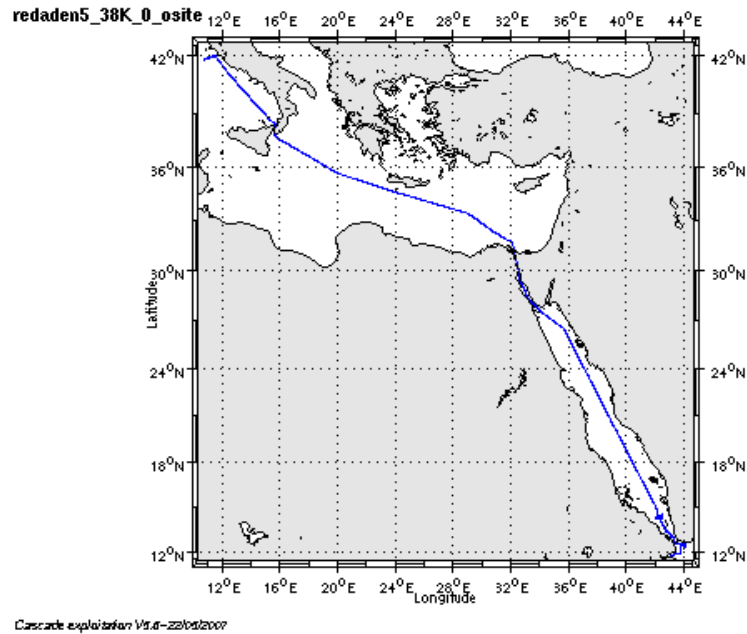 redaden5_38K_0_osite
12°E 16°E 20°E 24°E 28°E 32°E 36°E 40°E 44°E
42°N 42°N
36°N 36°N
30°N 30°N
Latitude
24°N 24°N
18°N 18°N
12°N 12°N
12°E 16°E 20°E 24°E 28°E 32°E 36°E 40°E 44°E
Longitude
Cascade exploitation V5.6-22/05/2007